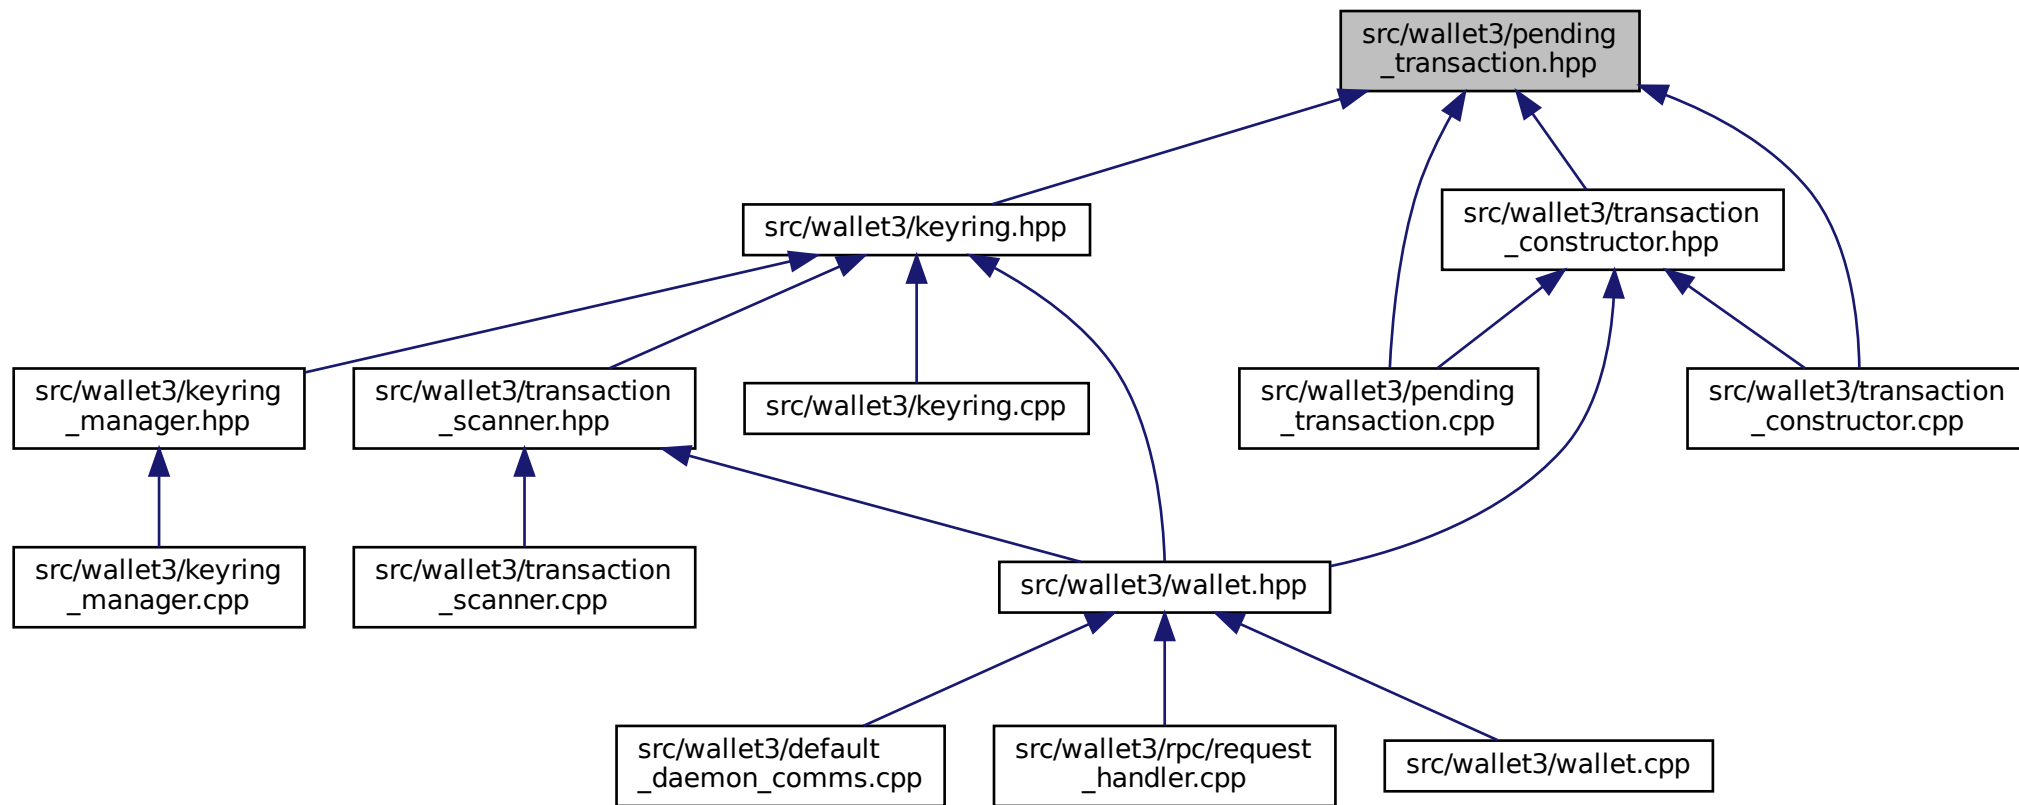 src/wallet3/pending
_transaction.hpp
src/wallet3/keyring.hpp
src/wallet3/transaction
_constructor.hpp
src/wallet3/keyring
_manager.hpp
src/wallet3/transaction
_scanner.hpp
src/wallet3/keyring.cpp
src/wallet3/pending
_transaction.cpp
src/wallet3/transaction
_constructor.cpp
src/wallet3/keyring
_manager.cpp
src/wallet3/transaction
_scanner.cpp
src/wallet3/wallet.hpp
src/wallet3/default
_daemon_comms.cpp
src/wallet3/rpc/request
_handler.cpp
src/wallet3/wallet.cpp